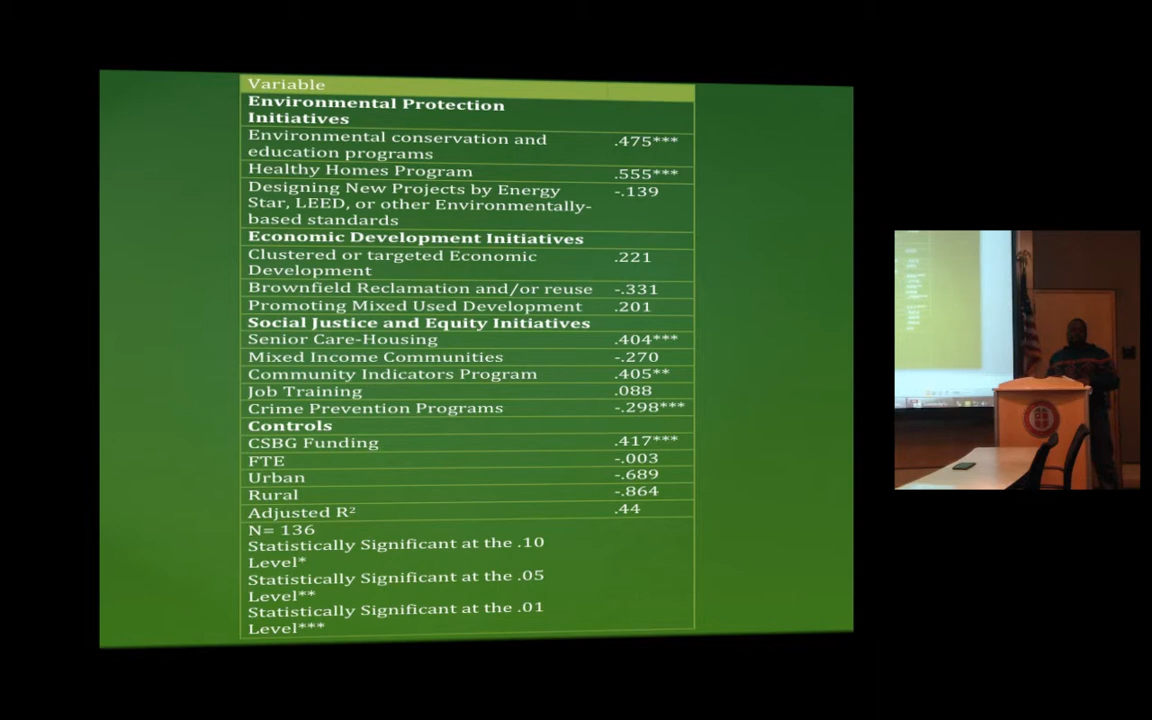 Variable
Environmental Protection
Initiatives
Environmental conservation and
education programs
.475***
Healthy Homes Program
.555***
Designing New Projects by Energy
Star, LEED, or other Environmentally-
based standards
-.139
Economic Development Initiatives
Clustered or targeted Economic
Development
.221
Brownfield Reclamation and/or reuse
-.331
Promoting Mixed Used Development
.201
Social Justice and Equity Initiatives
Senior Care-Housing
.404***
Mixed Income Communities
-.270
Community Indicators Program
.405**
Job Training
.088
Crime Prevention Programs
-.298***
Controls
CSBG Funding
.417***
FTE
-.003
Urban
-.689
Rural
-.864
Adjusted R²
.44
N= 136
Statistically Significant at the .10
Level*
Statistically Significant at the .05
Level**
Statistically Significant at the .01
Level***